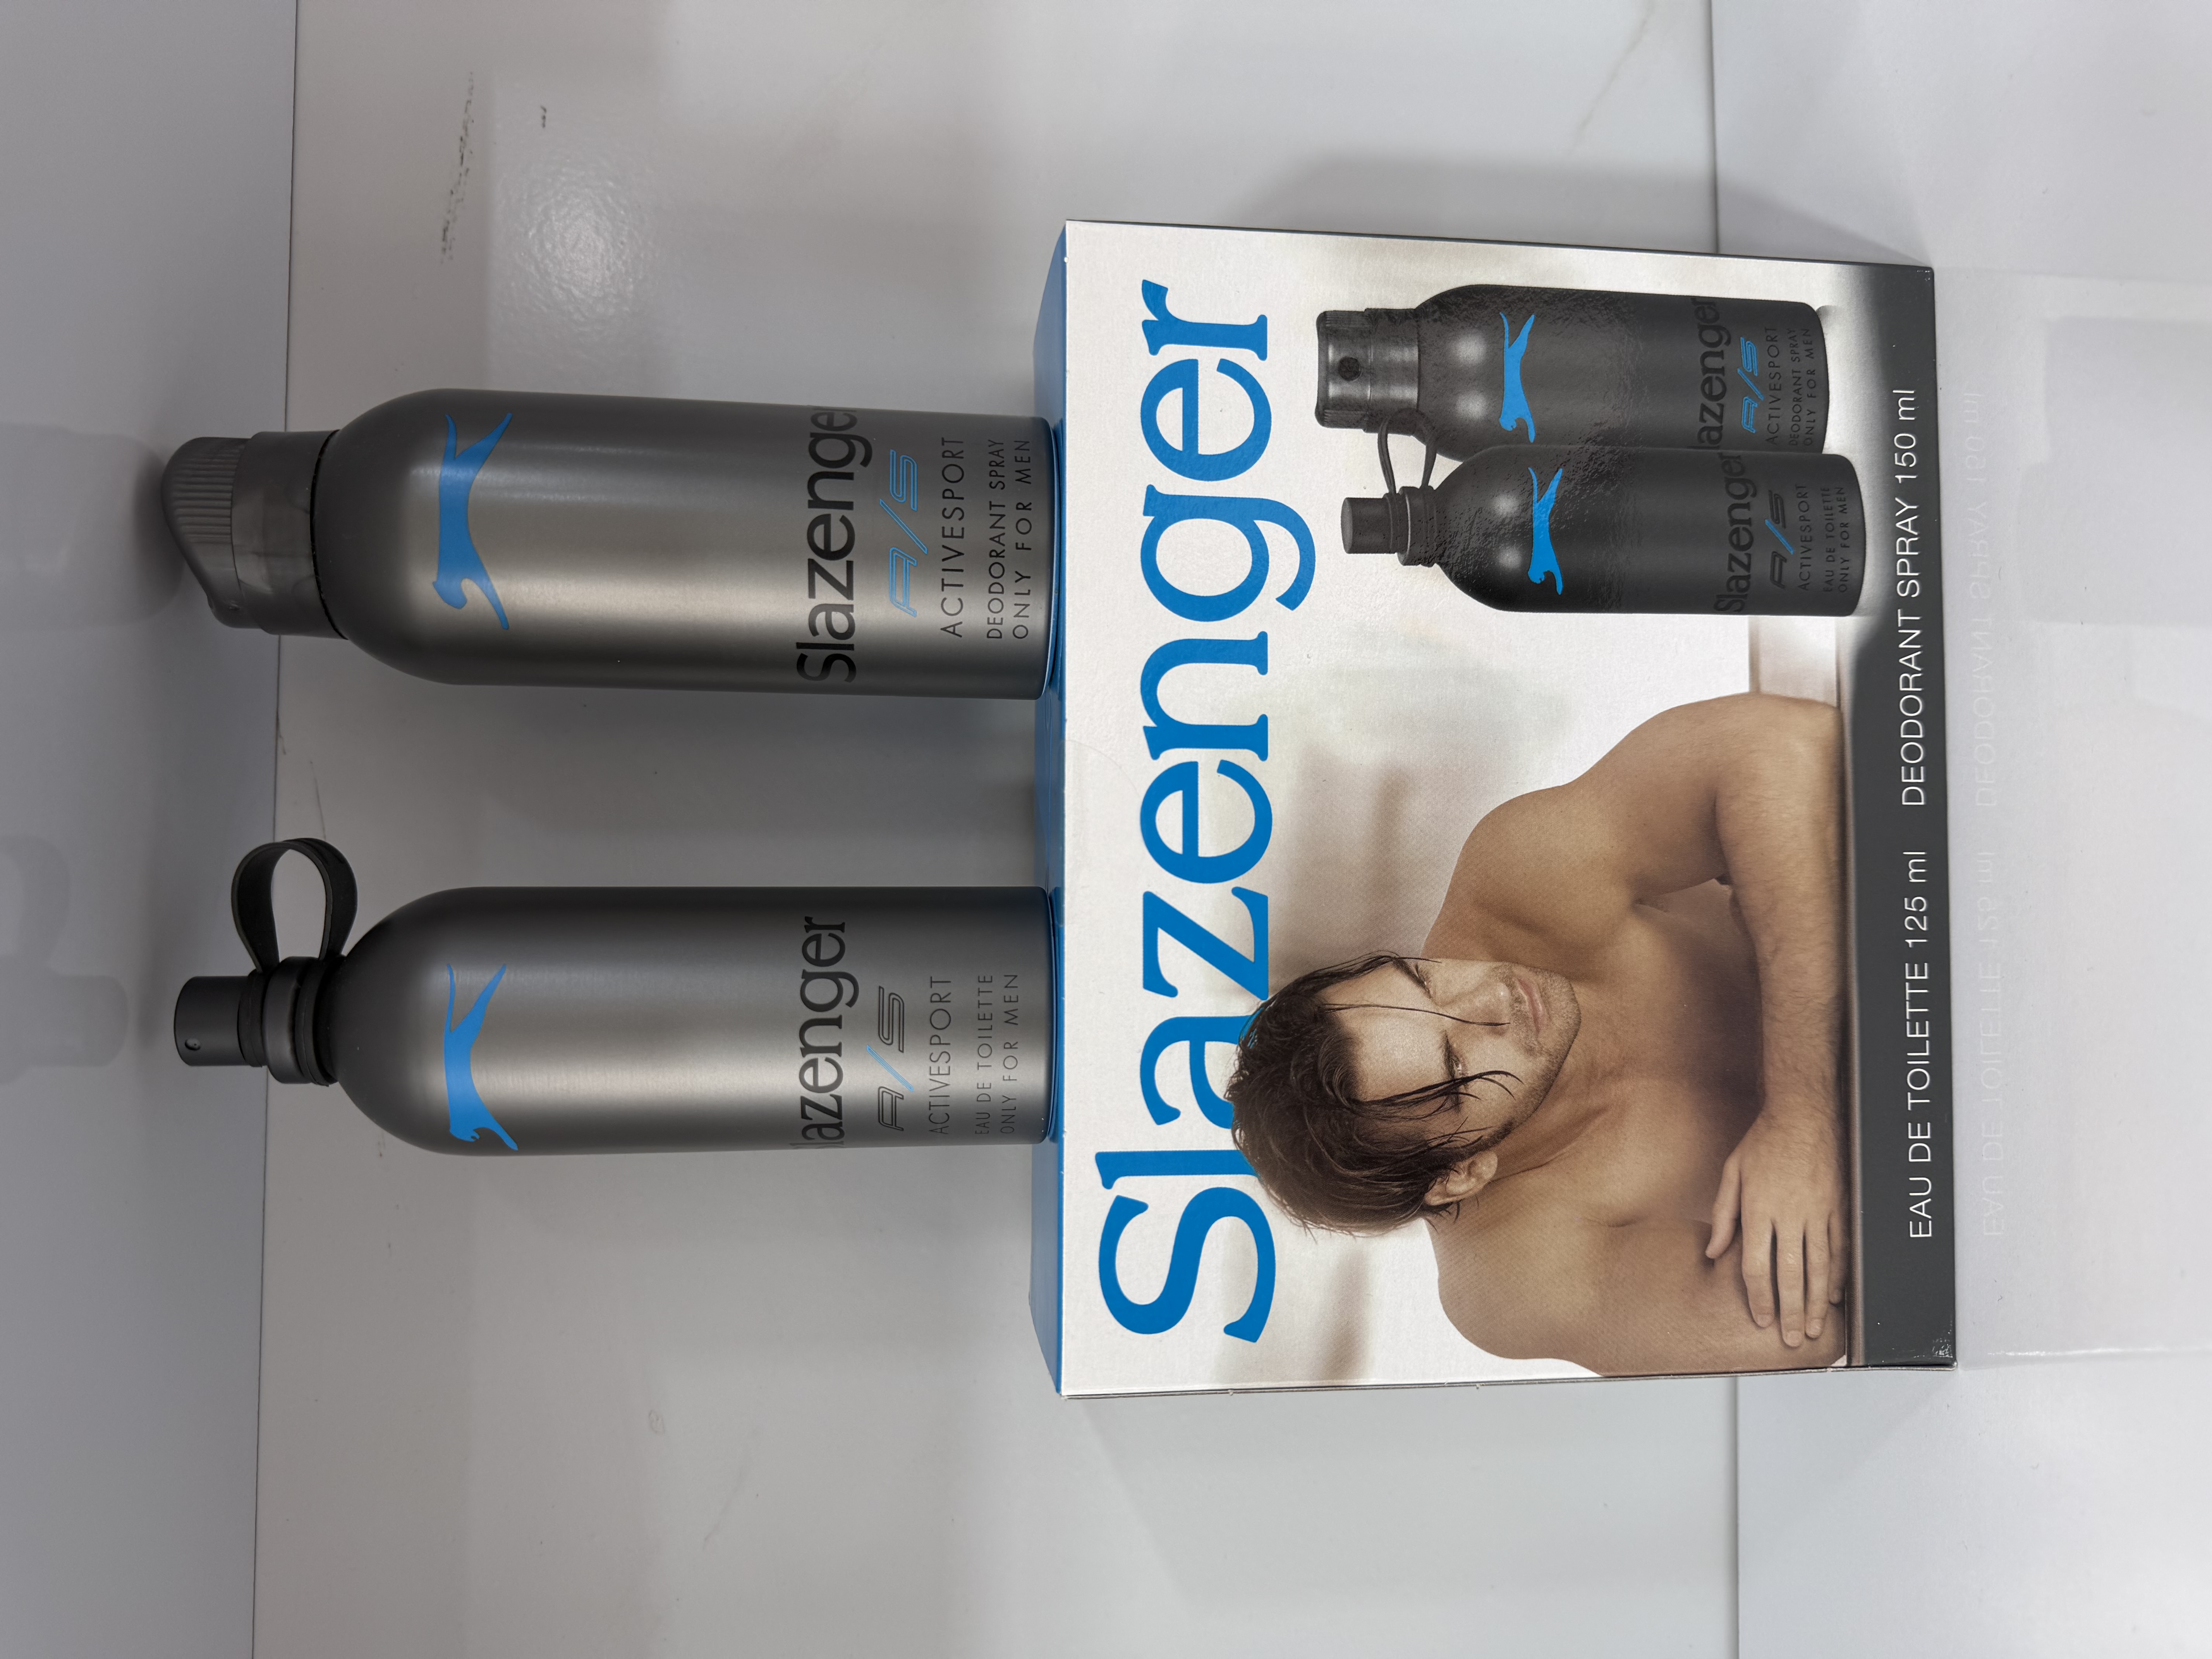 Slazenger
A/S
ACTIVESPORT
EAU DE TOILETTE
ONLY FOR MEN
Slazenger
A/S
ACTIVESPORT
DEODORANT SPRAY
ONLY FOR MEN
Slazenger
Slazenger
A/S
ACTIVESPORT
EAU DE TOILETTE
ONLY FOR MEN
Slazenger
A/S
ACTIVESPORT
DEODORANT SPRAY
ONLY FOR MEN
EAU DE TOILETTE 125 ml DEODORANT SPRAY 150 ml